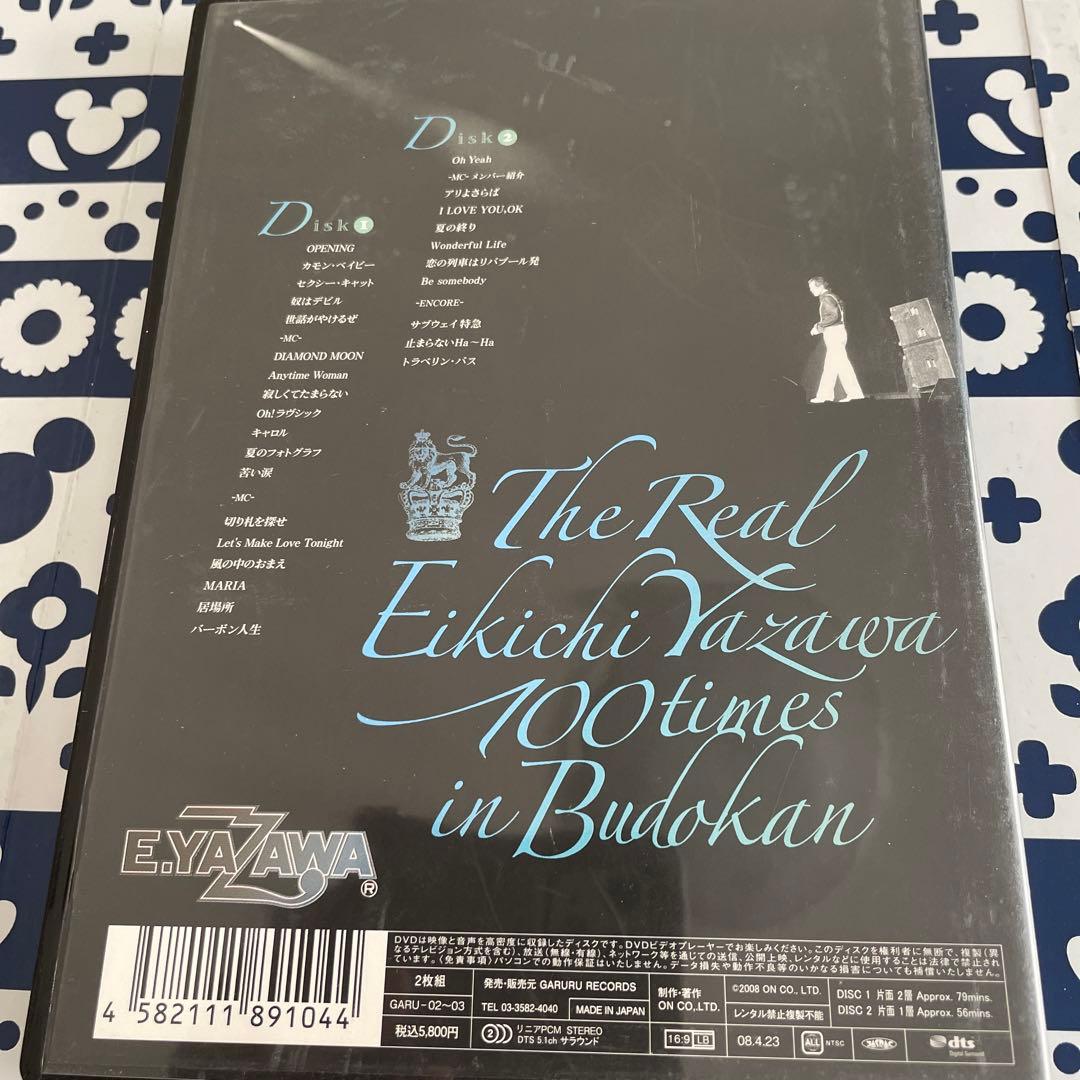 Disk 1
OPENING
カモン・ベイビー
セクシー・キャット
奴はデビル
世話がやけるぜ
-MC-
DIAMOND MOON
Anytime Woman
寂しくてたまらない
Oh!ラヴシック
キャロル
夏のフォトグラフ
苦い涙
-MC-
切り札を探せ
Let's Make Love Tonight
風の中のおまえ
MARIA
居場所
バーボン人生
Disk 2
Oh Yeah
-MC- メンバー紹介
アリよさらば
I LOVE YOU,OK
夏の終り
Wonderful Life
恋の列車はリバプール発
Be somebody
-ENCORE-
サブウェイ特急
止まらないHa〜Ha
トラベリン・バス
The Real
Eikichi Yazawa
100times
in Budokan
E.YAZAWA®
4 582111 891044
DVDは映像と音声を高密度に収録したディスクです。DVDビデオプレーヤーでお楽しみください。このディスクを権利者に無断で、複製(異
なるテレビジョン方式を含む)、放送(無線・有線)、ネットワーク等を通じての送信、公開上映、レンタルなどに使用することは法律で禁止され
ています。〈免責事項〉パソコンでの動作保証はいたしません。データ損失や動作不良等のいかなる損害についても補償いたしません。
2枚組
GARU-02〜03
税込5,800円
発売・販売元 GARURU RECORDS
TEL 03-3582-4040
MADE IN JAPAN
2 リニアPCM STEREO
DTS 5.1ch サラウンド
制作・著作
ON CO.,LTD.
16:9 LB
©2008 ON CO., LTD.
レンタル禁止複製不能
08.4.23
ALL NTSC
DISC 1 片面 2層 Approx. 79mins.
DISC 2 片面 1層 Approx. 56mins.
dts
Digital Surround